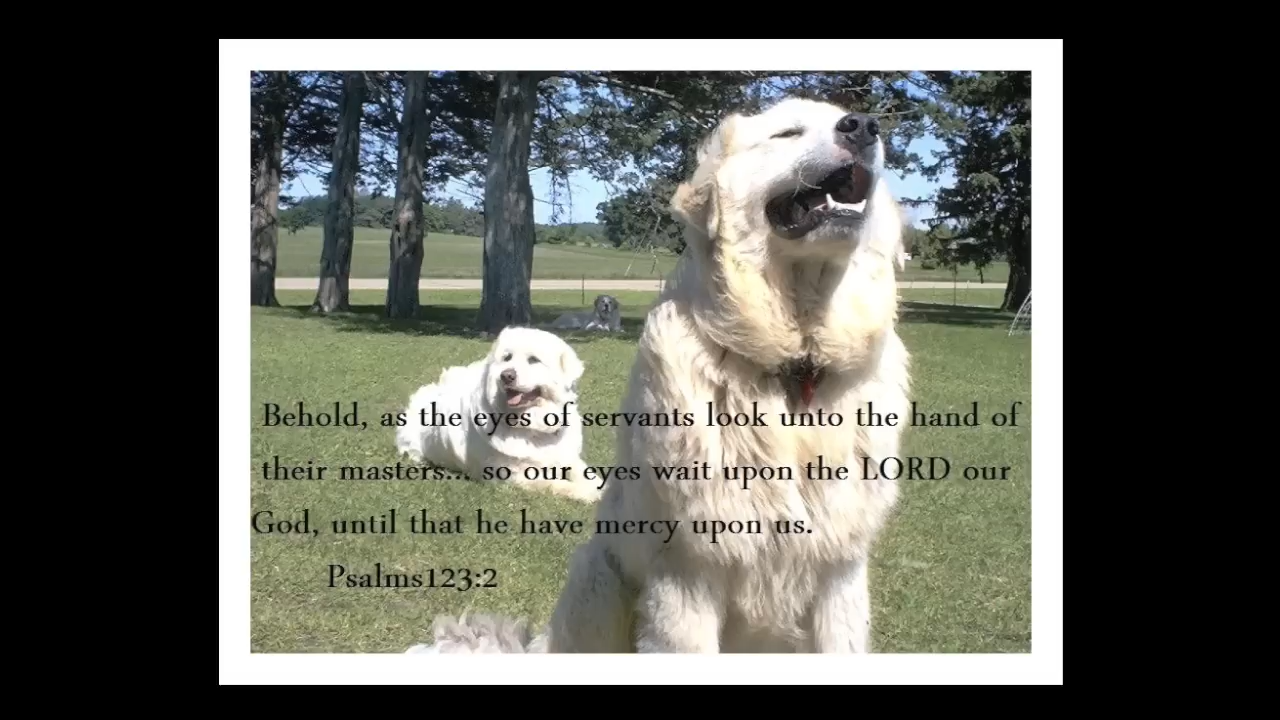 Behold, as the eyes of servants look unto the hand of
their masters... so our eyes wait upon the LORD our
God, until that he have mercy upon us.
Psalms123:2